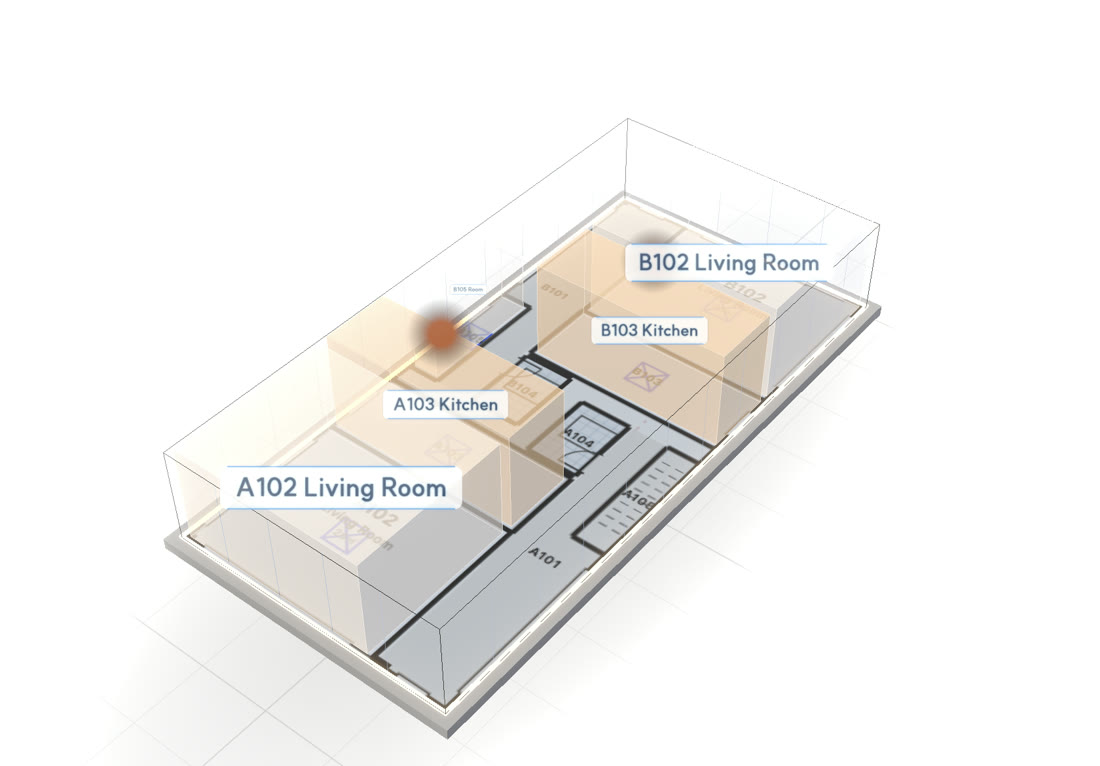 B102 Living Room
B105 Room
B101
B102
B103 Kitchen
B103
B104
A103 Kitchen
A104
A102 Living Room
Living Room
A101